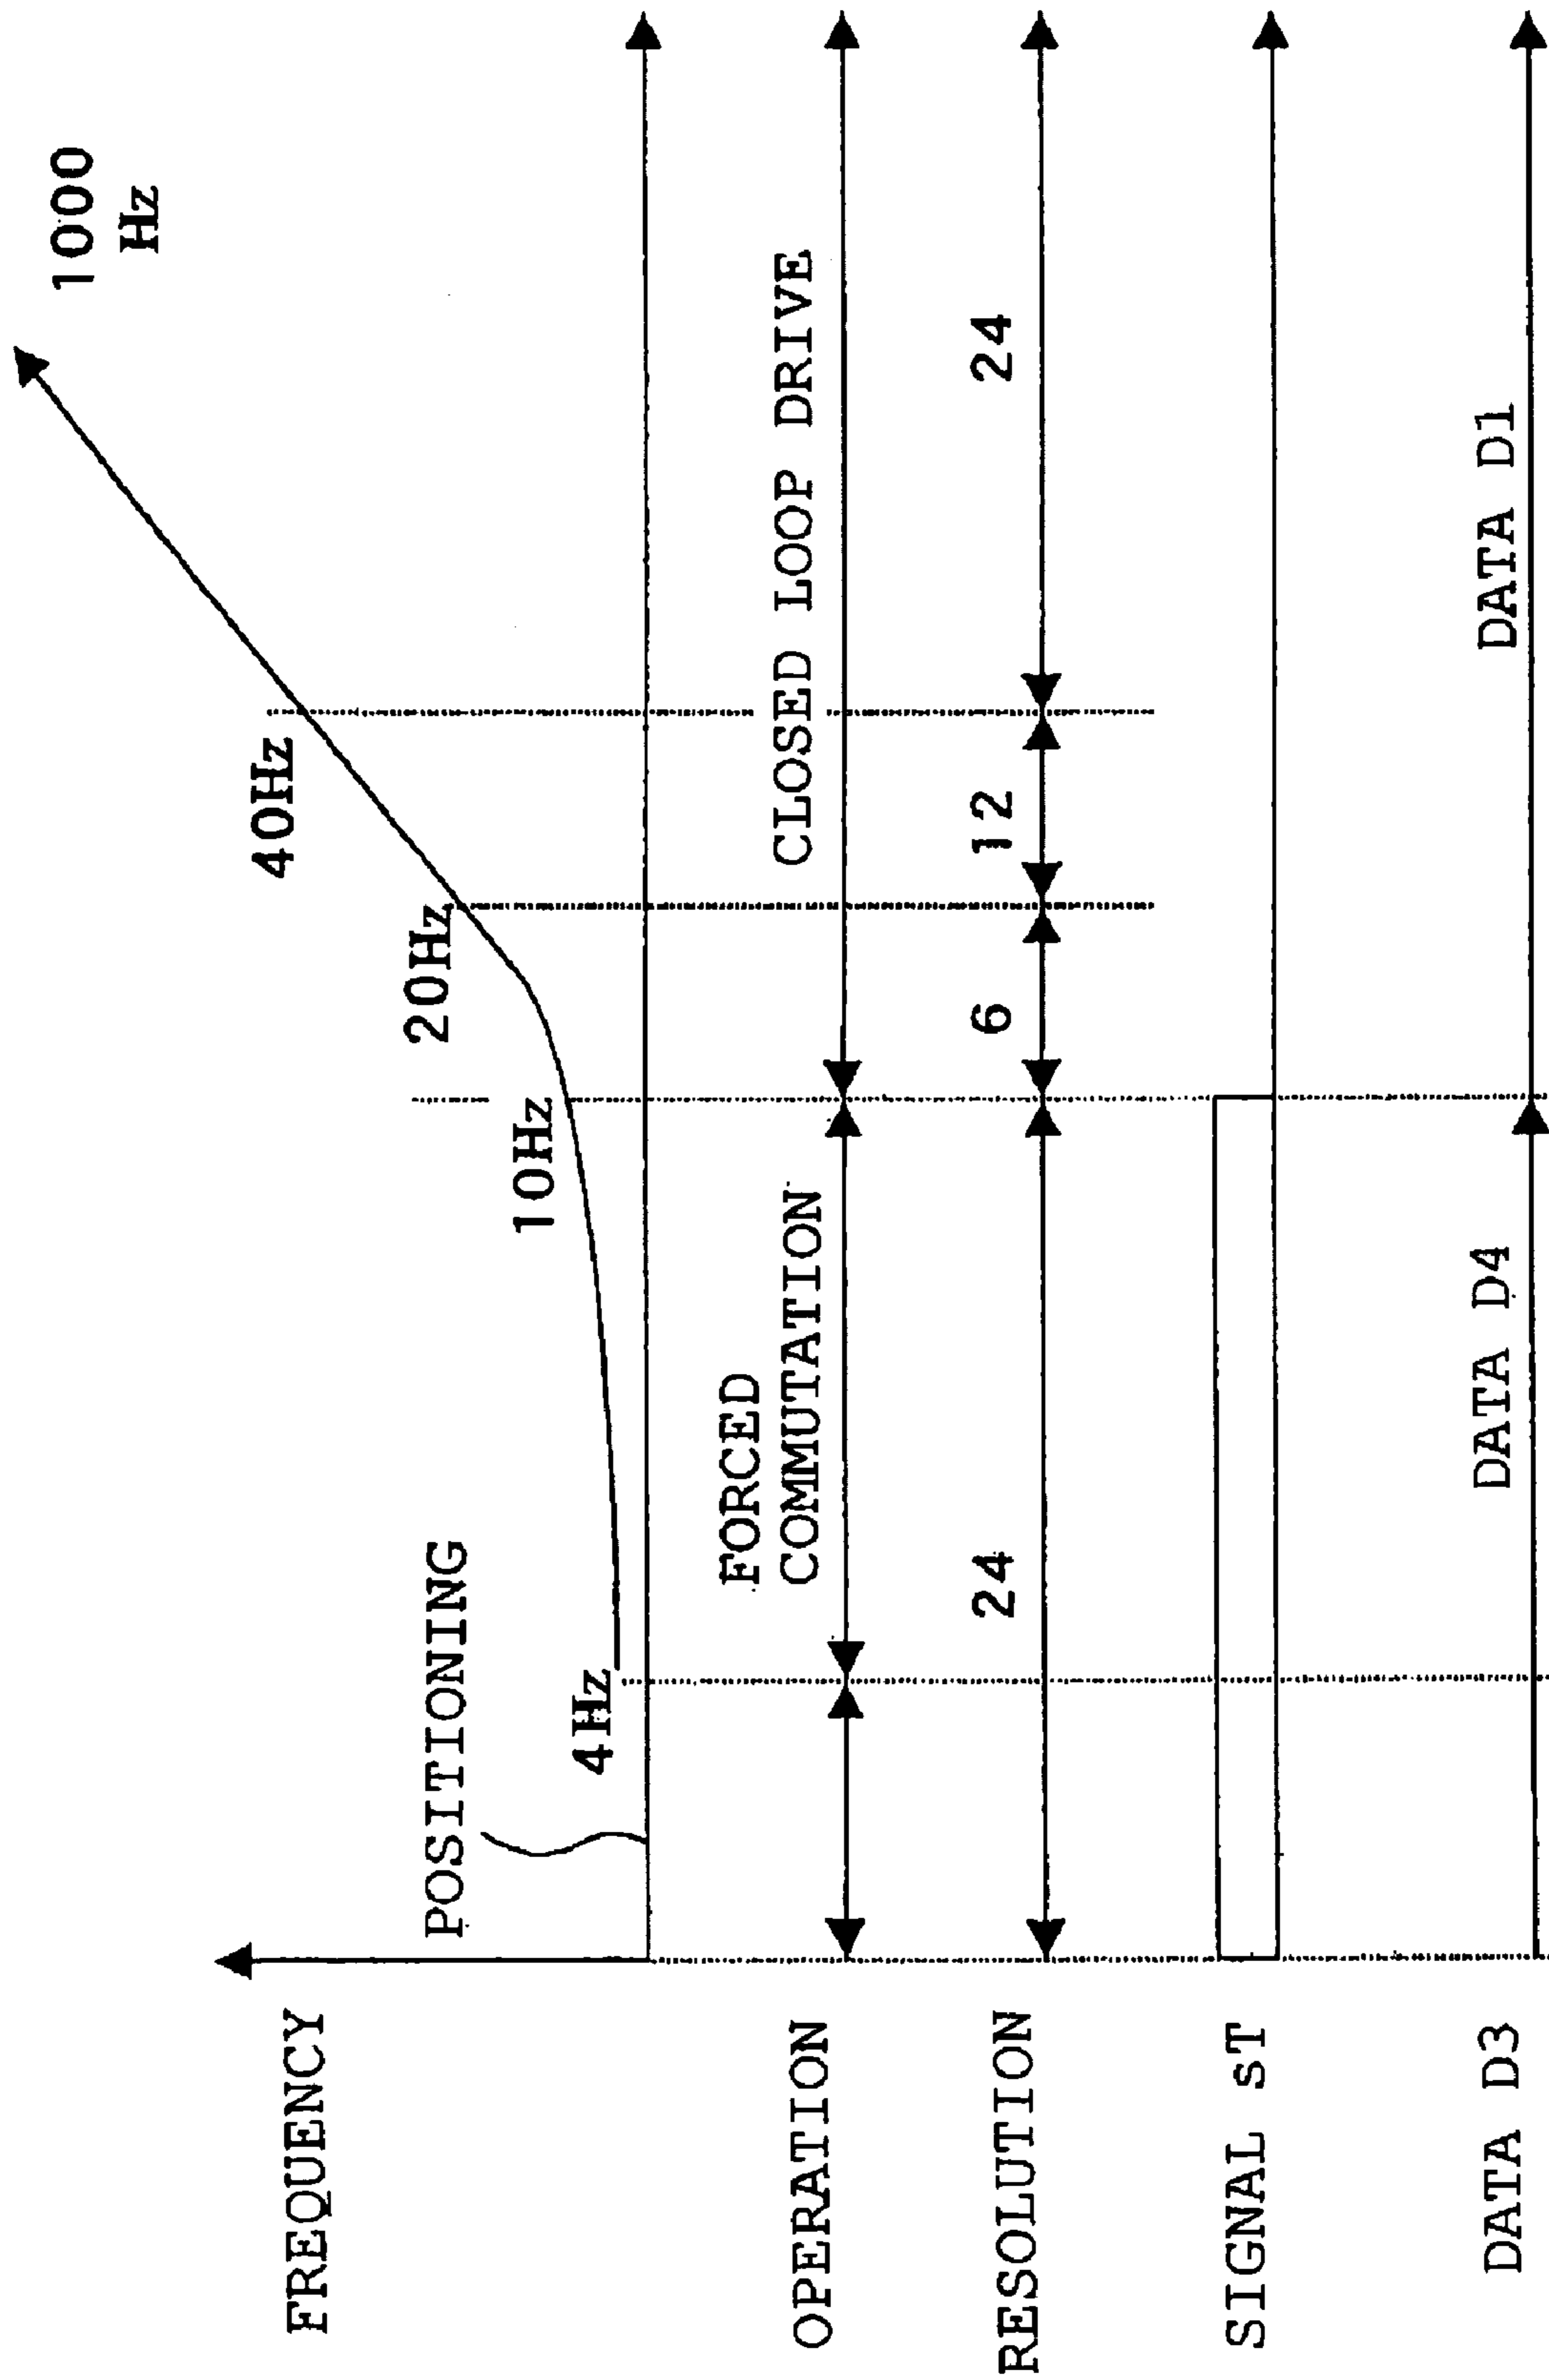 FREQUENCY
POSITIONING
4Hz
10Hz
20Hz
40Hz
1000
Hz
OPERATION
FORCED
COMMUTATION
CLOSED LOOP DRIVE
RESOLUTION
24
6
12
24
SIGNAL sT
DATA D3
DATA D4
DATA D1